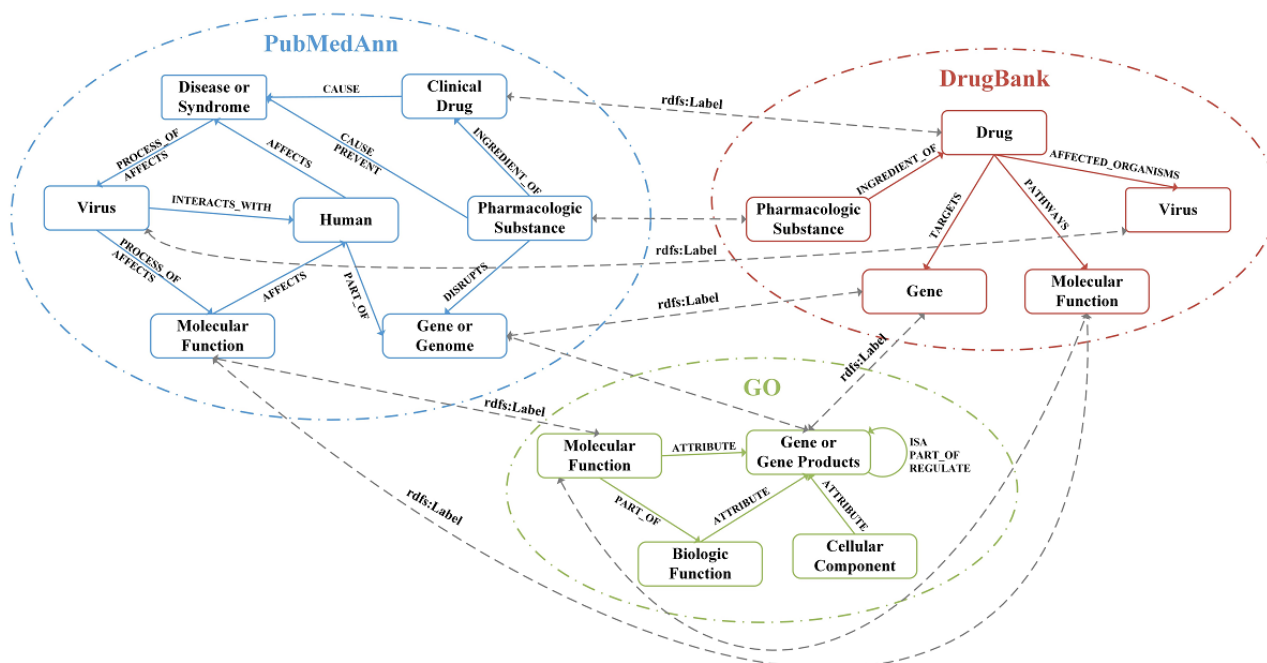 PubMedAnn
Disease or
Syndrome
CAUSE
Clinical
Drug
PROCESS_OF
AFFECTS
AFFECTS
CAUSE
PREVENT
INGREDIENT_OF
Virus
INTERACTS_WITH
Human
Pharmacologic
Substance
PROCESS_OF
AFFECTS
AFFECTS
PART_OF
DISRUPTS
Molecular
Function
Gene or
Genome
rdfs:Label
DrugBank
Drug
INGREDIENT_OF
AFFECTED_ORGANISMS
PATHWAYS
TARGETS
Pharmacologic
Substance
Virus
rdfs:Label
Gene
Molecular
Function
rdfs:Label
rdfs:Label
rdfs:Label
rdfs:Label
GO
Molecular
Function
ATTRIBUTE
Gene or
Gene Products
ISA
PART_OF
REGULATE
PART_OF
ATTRIBUTE
ATTRIBUTE
Biologic
Function
Cellular
Component